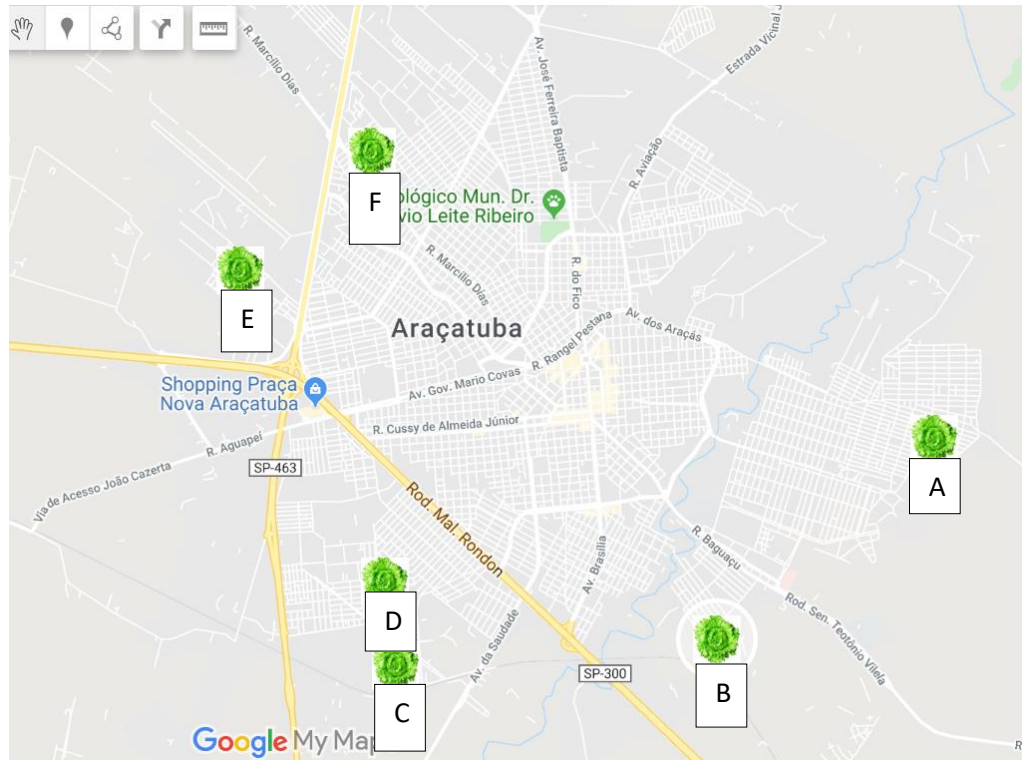 R. Marcílio Dias
Av. José Ferreira Baptista
Estrada Vicinal J
R. Aviação
F
ológico Mun. Dr.
vio Leite Ribeiro
R. Marcílio Dias
R. do Fico
E
Araçatuba
Av. dos Araçás
R. Rangel Pestana
Shopping Praça
Nova Araçatuba
Av. Gov. Mario Covas
R. Cussy de Almeida Júnior
R. Aguapeí
SP-463
Via de Acesso João Cazerta
A
Rod. Mal. Rondon
R. Baguaçu
Av. Brasília
D
Rod. Sen. Teotônio Vilela
Av. da Saudade
SP-300
B
C
Google My Map
R